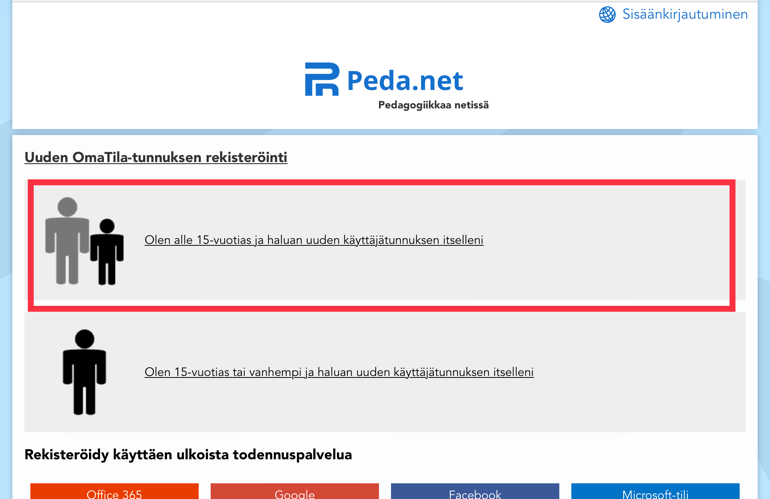 Sisäänkirjautuminen
Peda.net
Pedagogiikkaa netissä
Uuden OmaTila-tunnuksen rekisteröinti
Olen alle 15-vuotias ja haluan uuden käyttäjätunnuksen itselleni
Olen 15-vuotias tai vanhempi ja haluan uuden käyttäjätunnuksen itselleni
Rekisteröidy käyttäen ulkoista todennuspalvelua
Office 365 Google Facebook Microsoft-tili